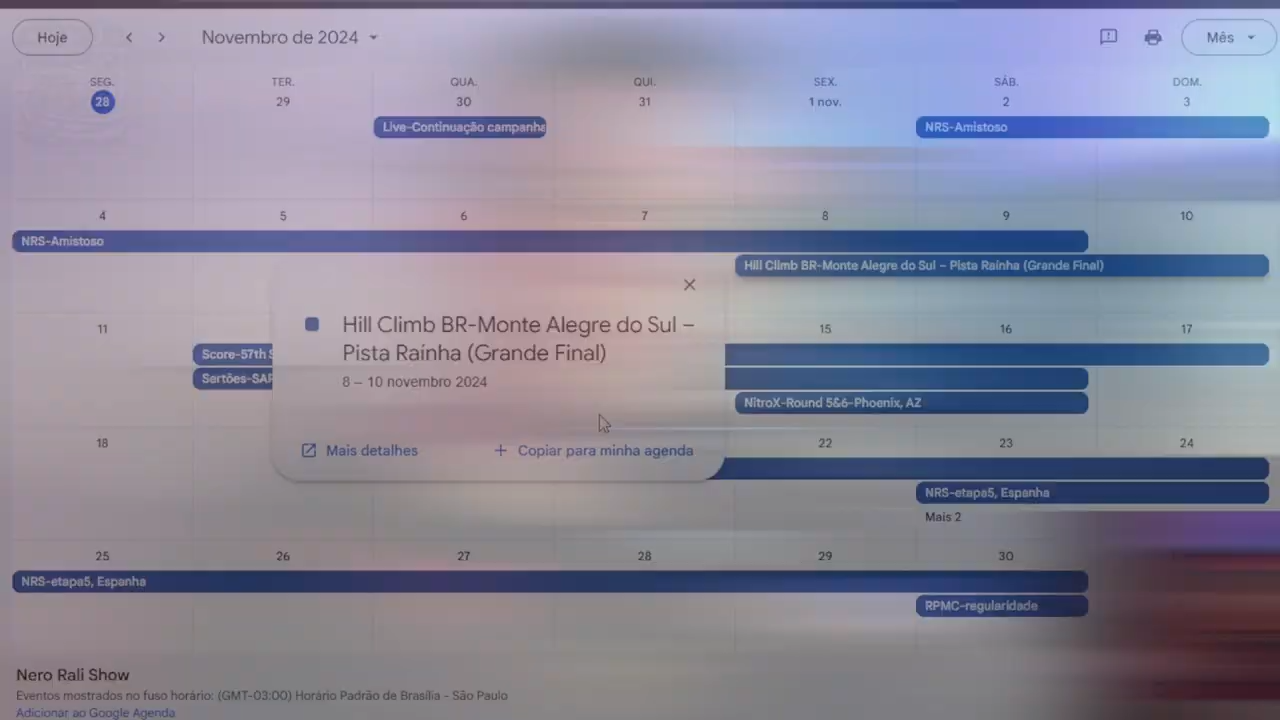 Hoje
Novembro de 2024
Mês
SEG. TER. QUA. QUI. SEX. SÁB. DOM.
28 29 30 31 1 nov. 2 3
Live-Continuação campanha
NRS-Amistoso
4 5 6 7 8 9 10
NRS-Amistoso
Hill Climb BR-Monte Alegre do Sul – Pista Raínha (Grande Final)
Hill Climb BR-Monte Alegre do Sul –
Pista Raínha (Grande Final)
8 – 10 novembro 2024
Mais detalhes
Copiar para minha agenda
11 15 16 17
Score-57th
Sertões-SAR
NitroX-Round 5&6-Phoenix, AZ
18 22 23 24
NRS-etapa5, Espanha
Mais 2
25 26 27 28 29 30
NRS-etapa5, Espanha
RPMC-regularidade
Nero Rali Show
Eventos mostrados no fuso horário: (GMT-03:00) Horário Padrão de Brasília - São Paulo
Adicionar ao Google Agenda